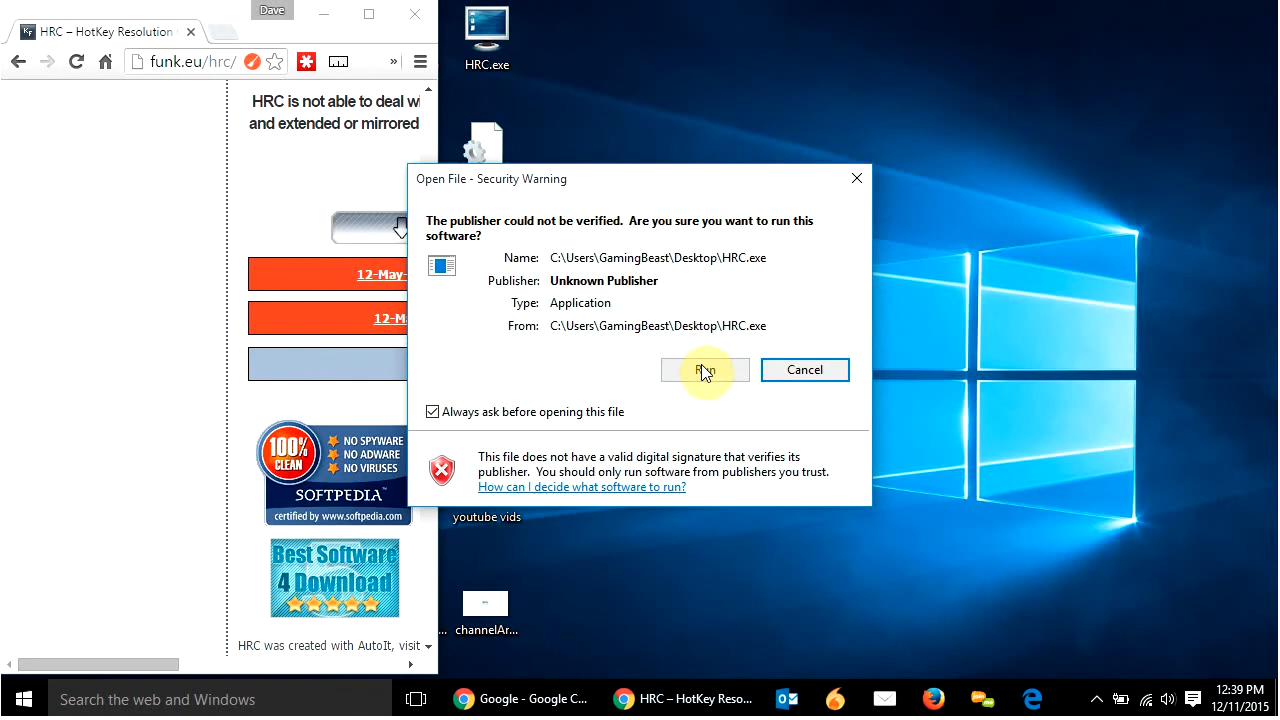 Dave
HRC – HotKey Resolution
funk.eu/hrc/
»
HRC.exe
HRC is not able to deal wi
and extended or mirrored
12-May-
12-M
100%
CLEAN
NO SPYWARE
NO ADWARE
NO VIRUSES
SOFTPEDIA™
certified by www.softpedia.com
Best Software
4 Download
HRC was created with AutoIt, visit
Open File - Security Warning
The publisher could not be verified.  Are you sure you want to run this
software?
Name: C:\Users\GamingBeast\Desktop\HRC.exe
Publisher: Unknown Publisher
Type: Application
From: C:\Users\GamingBeast\Desktop\HRC.exe
Run
Cancel
Always ask before opening this file
This file does not have a valid digital signature that verifies its
publisher.  You should only run software from publishers you trust.
How can I decide what software to run?
youtube vids
channelAr...
Search the web and Windows
Google - Google C...
HRC – HotKey Reso...
12:39 PM
12/11/2015